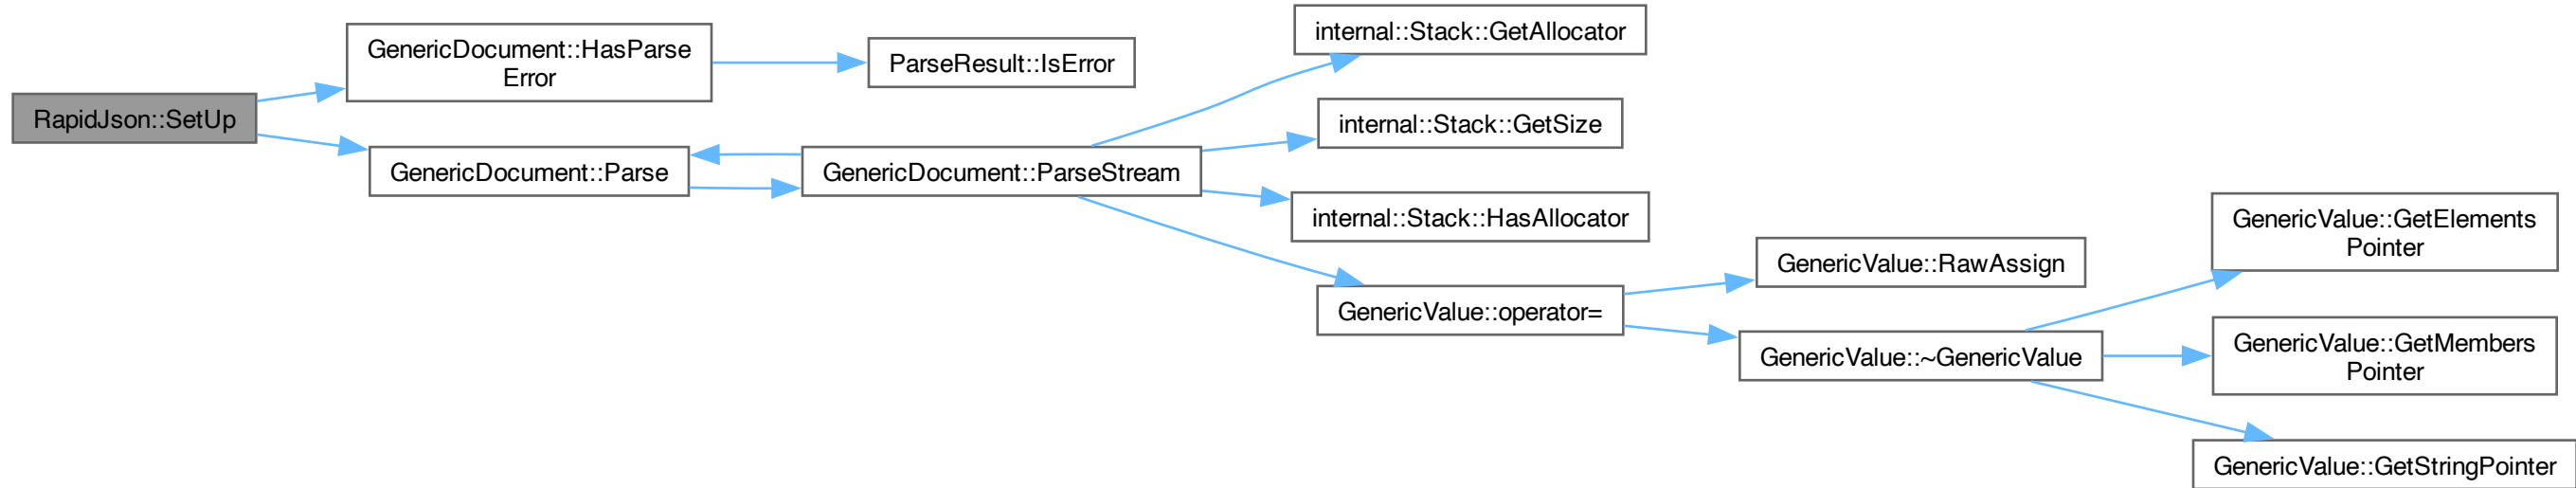 RapidJson::SetUp
GenericDocument::HasParse
Error
ParseResult::IsError
GenericDocument::Parse
GenericDocument::ParseStream
internal::Stack::GetAllocator
internal::Stack::GetSize
internal::Stack::HasAllocator
GenericValue::operator=
GenericValue::RawAssign
GenericValue::~GenericValue
GenericValue::GetElements
Pointer
GenericValue::GetMembers
Pointer
GenericValue::GetStringPointer